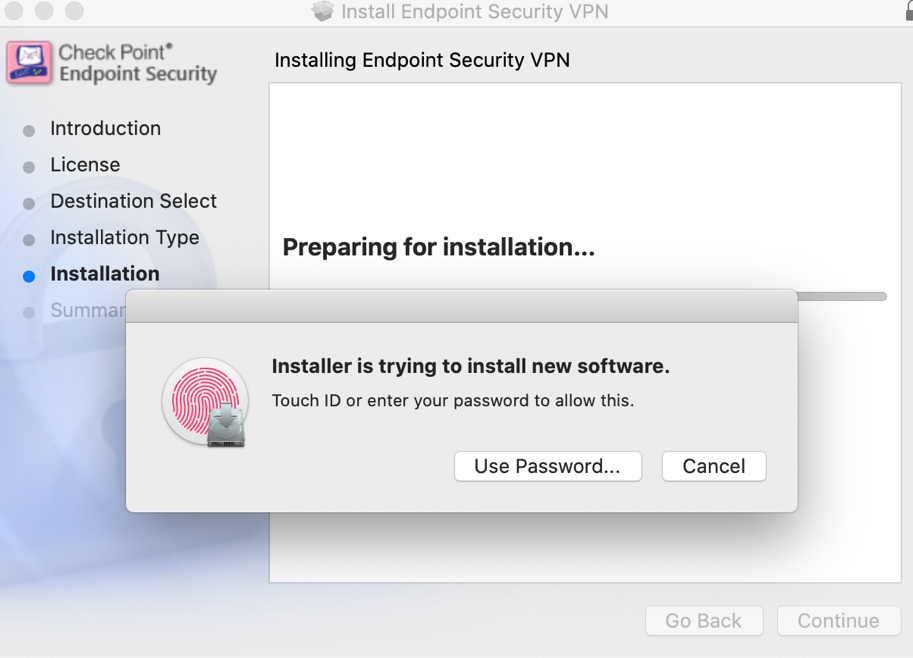 Install Endpoint Security VPN
Check Point®
Endpoint Security
Installing Endpoint Security VPN
Introduction
License
Destination Select
Installation Type
Installation
Preparing for installation...
Installer is trying to install new software.
Touch ID or enter your password to allow this.
Use Password...
Cancel
Go Back
Continue